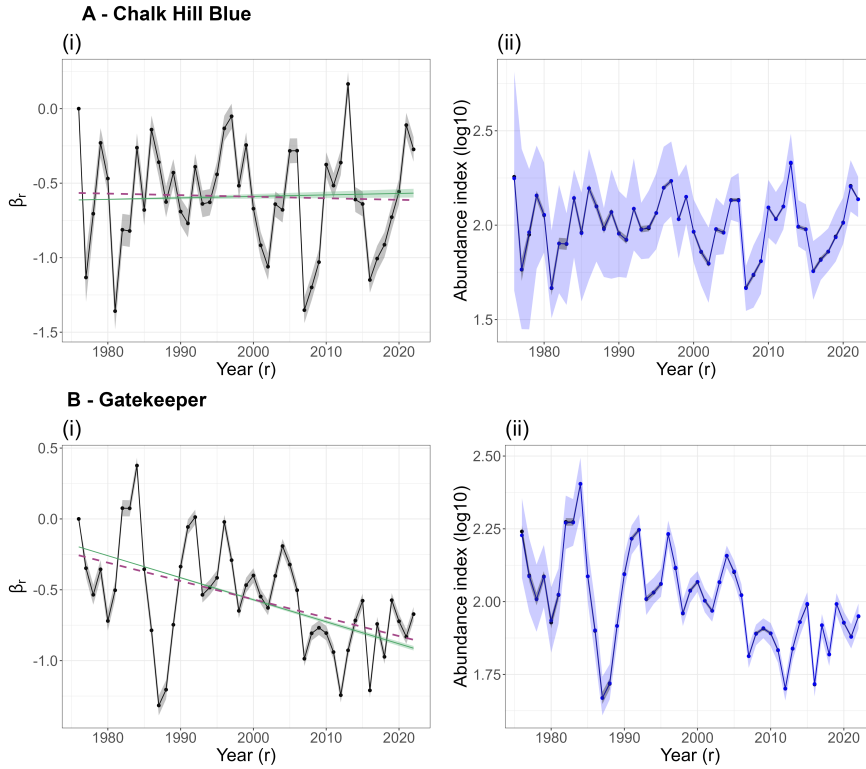 A - Chalk Hill Blue
(i)
(ii)
0.0
-0.5
-1.0
-1.5
βr
1980
1990
2000
2010
2020
Year (r)
2.5
2.0
1.5
Abundance index (log10)
1980
1990
2000
2010
2020
Year (r)
B - Gatekeeper
(i)
(ii)
0.5
0.0
-0.5
-1.0
βr
1980
1990
2000
2010
2020
Year (r)
2.50
2.25
2.00
1.75
Abundance index (log10)
1980
1990
2000
2010
2020
Year (r)